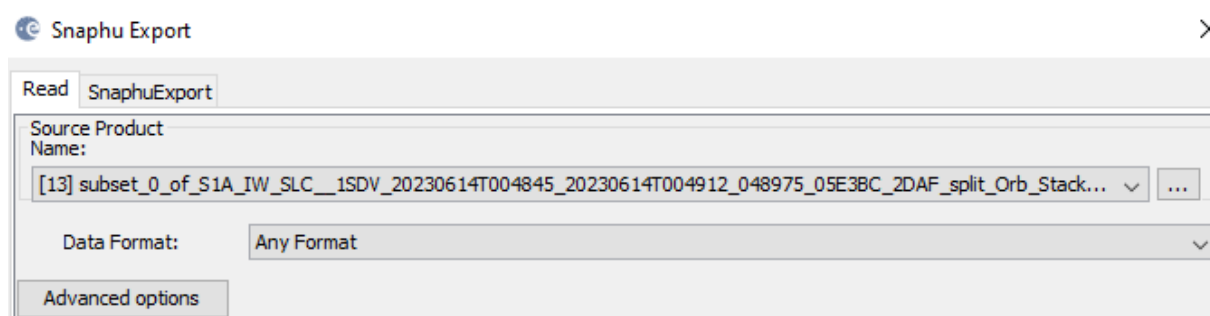 Snaphu Export
Read SnaphuExport
Source Product
Name:
[13] subset_0_of_S1A_IW_SLC__1SDV_20230614T004845_20230614T004912_048975_05E3BC_2DAF_split_Orb_Stack... ...
Data Format: Any Format
Advanced options